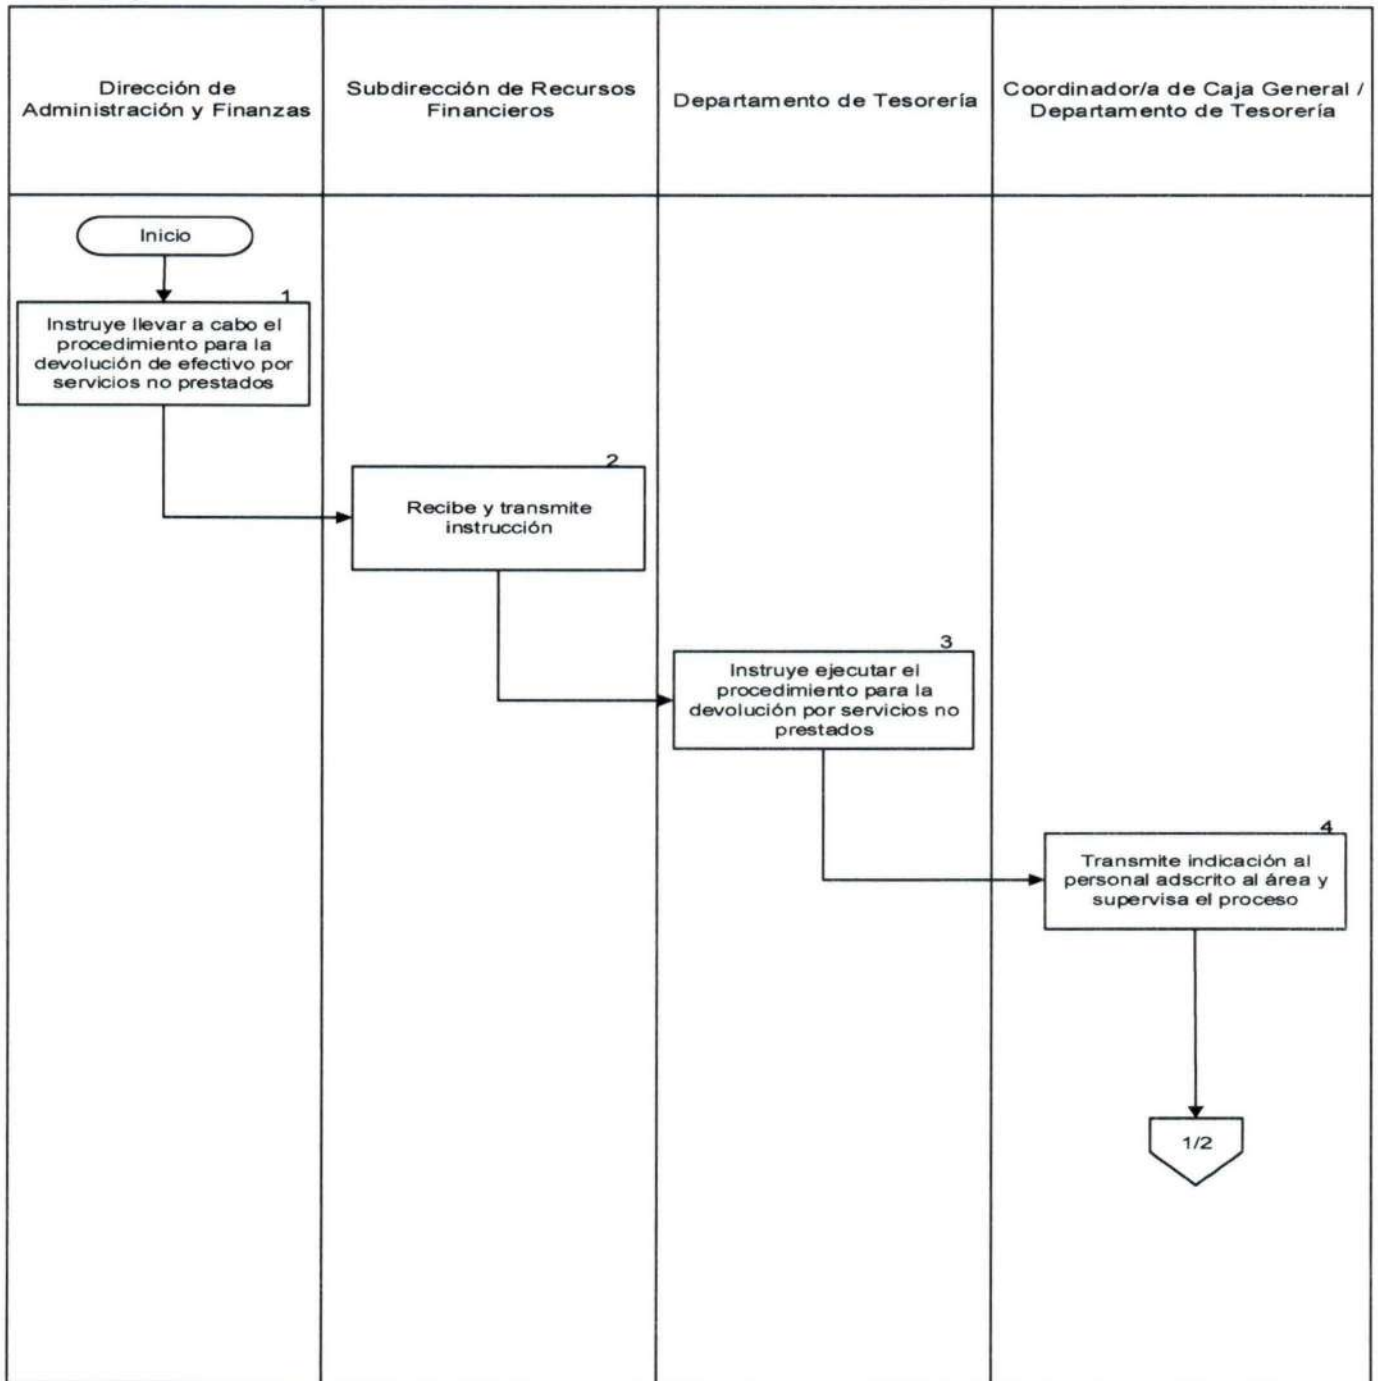 Dirección de
Administración y Finanzas
Subdirección de Recursos
Financieros
Departamento de Tesorería
Coordinador/a de Caja General /
Departamento de Tesorería
Inicio
1
Instruye llevar a cabo el
procedimiento para la
devolución de efectivo por
servicios no prestados
2
Recibe y transmite
instrucción
3
Instruye ejecutar el
procedimiento para la
devolución por servicios no
prestados
4
Transmite indicación al
personal adscrito al área y
supervisa el proceso
1/2